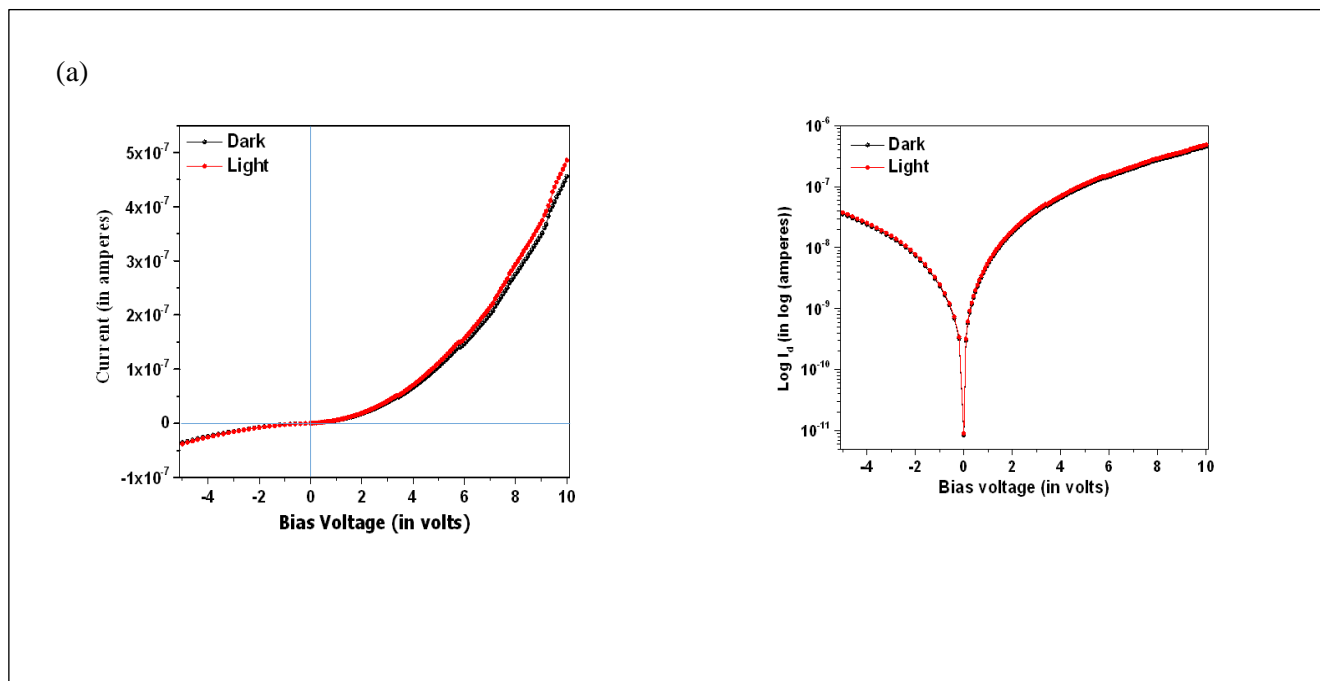 (a)
Dark
Light
5x10⁻⁷
4x10⁻⁷
3x10⁻⁷
2x10⁻⁷
1x10⁻⁷
0
-1x10⁻⁷
Current (in amperes)
-4 -2 0 2 4 6 8 10
Bias Voltage (in volts)
Dark
Light
10⁻⁶
10⁻⁷
10⁻⁸
10⁻⁹
10⁻¹⁰
10⁻¹¹
Log I_d (in log (amperes))
-4 -2 0 2 4 6 8 10
Bias voltage (in volts)